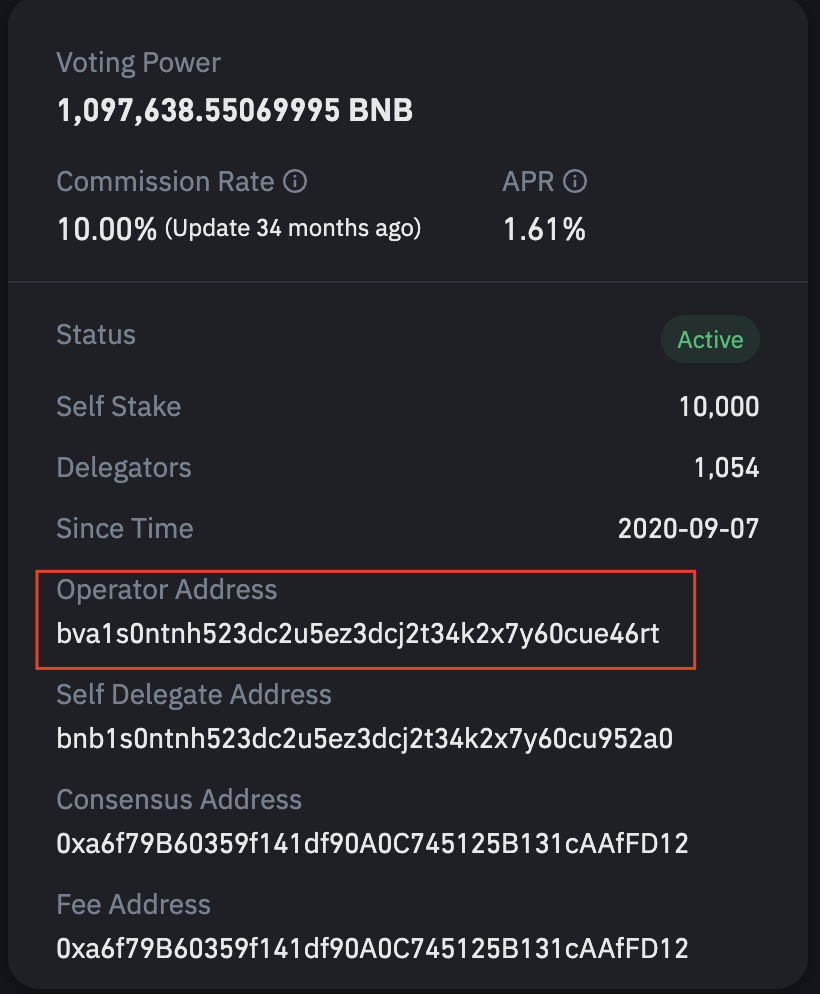 Voting Power
1,097,638.55069995 BNB
Commission Rate APR
10.00% (Update 34 months ago) 1.61%
Status Active
Self Stake 10,000
Delegators 1,054
Since Time 2020-09-07
Operator Address
bva1s0ntnh523dc2u5ez3dcj2t34k2x7y60cue46rt
Self Delegate Address
bnb1s0ntnh523dc2u5ez3dcj2t34k2x7y60cu952a0
Consensus Address
0xa6f79B60359f141df90A0C745125B131cAAfFD12
Fee Address
0xa6f79B60359f141df90A0C745125B131cAAfFD12